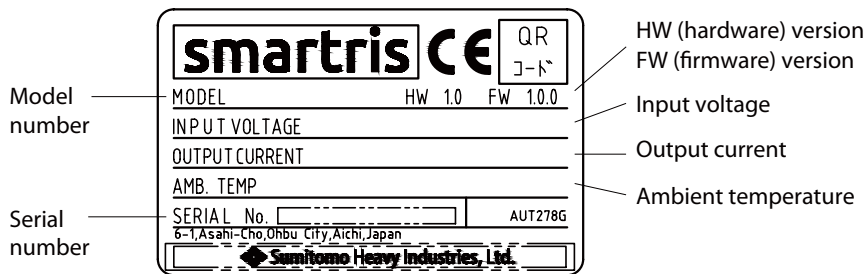 smartris CE QR
コード
HW (hardware) version
FW (firmware) version
Model
number
MODEL HW 1.0 FW 1.0.0
Input voltage
INPUT VOLTAGE
Output current
OUTPUT CURRENT
Ambient temperature
AMB. TEMP
Serial
number
SERIAL No. AUT278G
6-1,Asahi-Cho,Ohbu City,Aichi,Japan
Sumitomo Heavy Industries, Ltd.